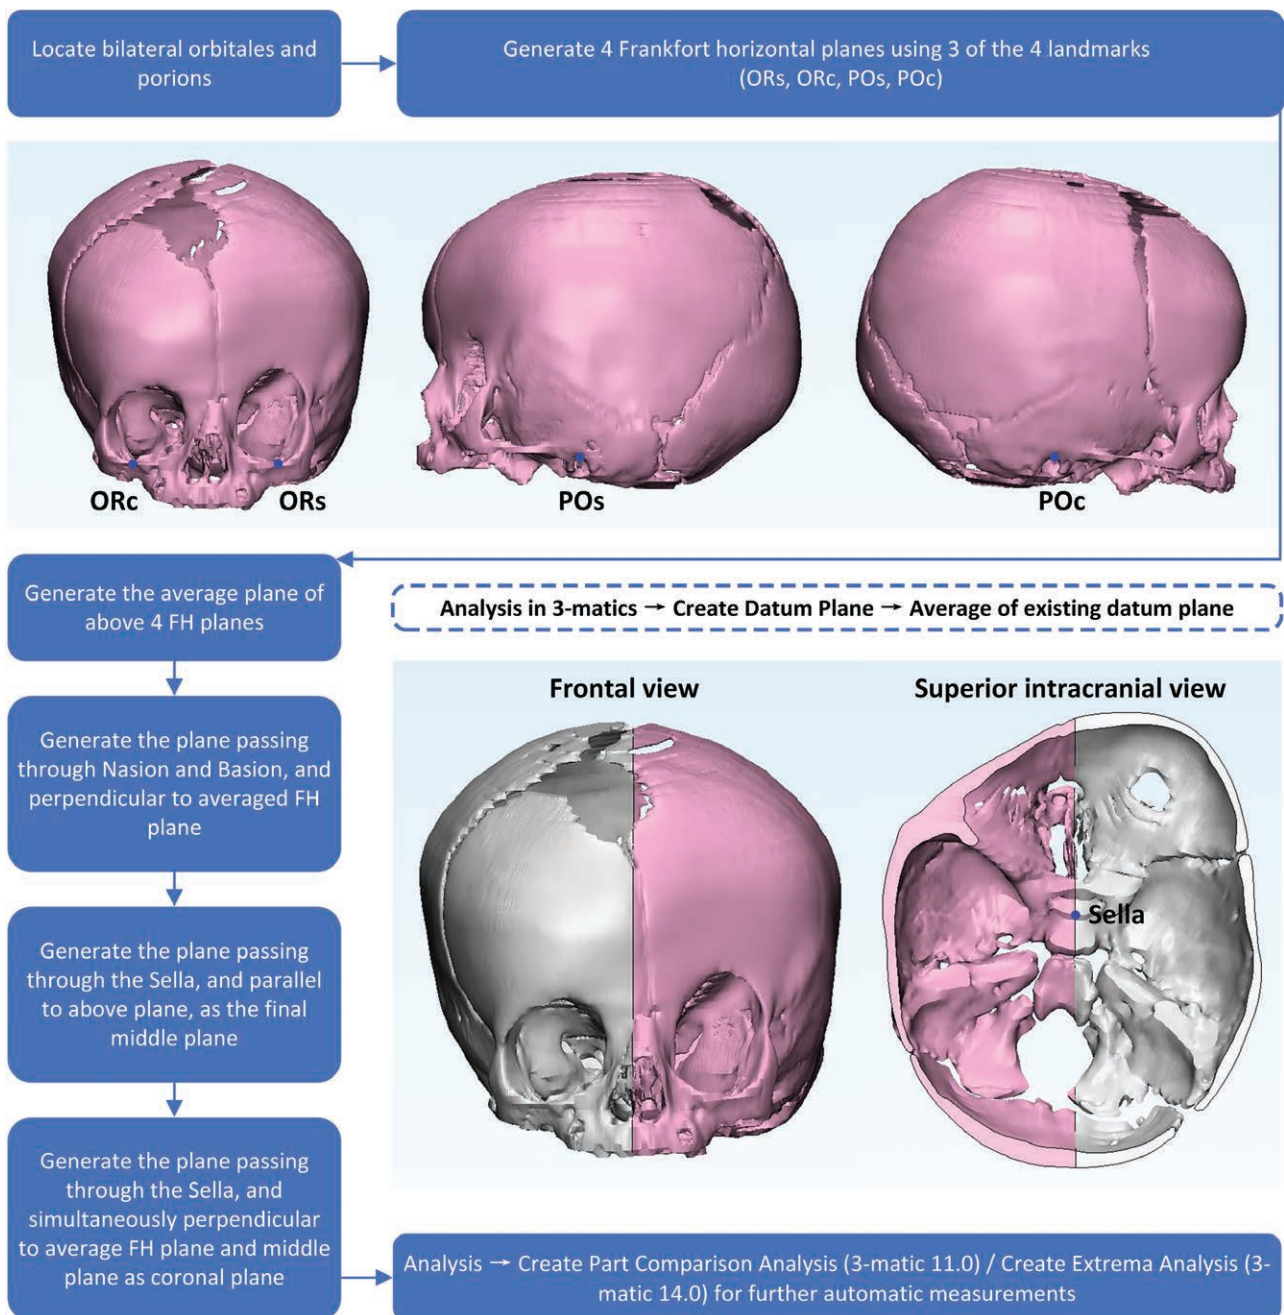 Locate bilateral orbitales and
porions
Generate 4 Frankfort horizontal planes using 3 of the 4 landmarks
(ORs, ORc, POs, POc)
ORc
ORs
POs
POc
Generate the average plane of
above 4 FH planes
Analysis in 3-matics → Create Datum Plane → Average of existing datum plane
Generate the plane passing
through Nasion and Basion, and
perpendicular to averaged FH
plane
Frontal view
Superior intracranial view
Sella
Generate the plane passing
through the Sella, and parallel
to above plane, as the final
middle plane
Generate the plane passing
through the Sella, and
simultaneously perpendicular
to average FH plane and middle
plane as coronal plane
Analysis → Create Part Comparison Analysis (3-matic 11.0) / Create Extrema Analysis (3-
matic 14.0) for further automatic measurements